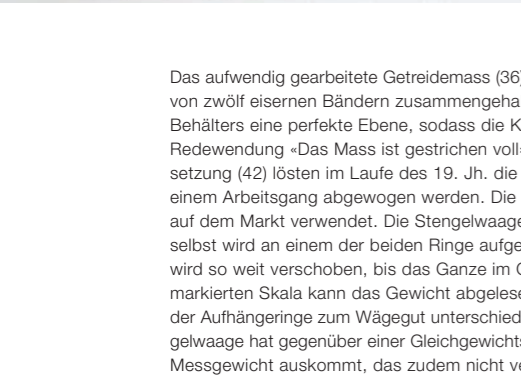 Das aufwendig gearbeitete Getreidemass (36)
von zwölf eisernen Bändern zusammengeha
Behälters eine perfekte Ebene, sodass die K
Redewendung «Das Mass ist gestrichen voll»
setzung (42) lösten im Laufe des 19. Jh. die
einem Arbeitsgang abgewogen werden. Die
auf dem Markt verwendet. Die Stengelwaage
selbst wird an einem der beiden Ringe aufge
wird so weit verschoben, bis das Ganze im G
markierten Skala kann das Gewicht abgelese
der Aufhängeringe zum Wägegut unterschied
gelwaage hat gegenüber einer Gleichgewichts
Messgewicht auskommt, das zudem nicht ve